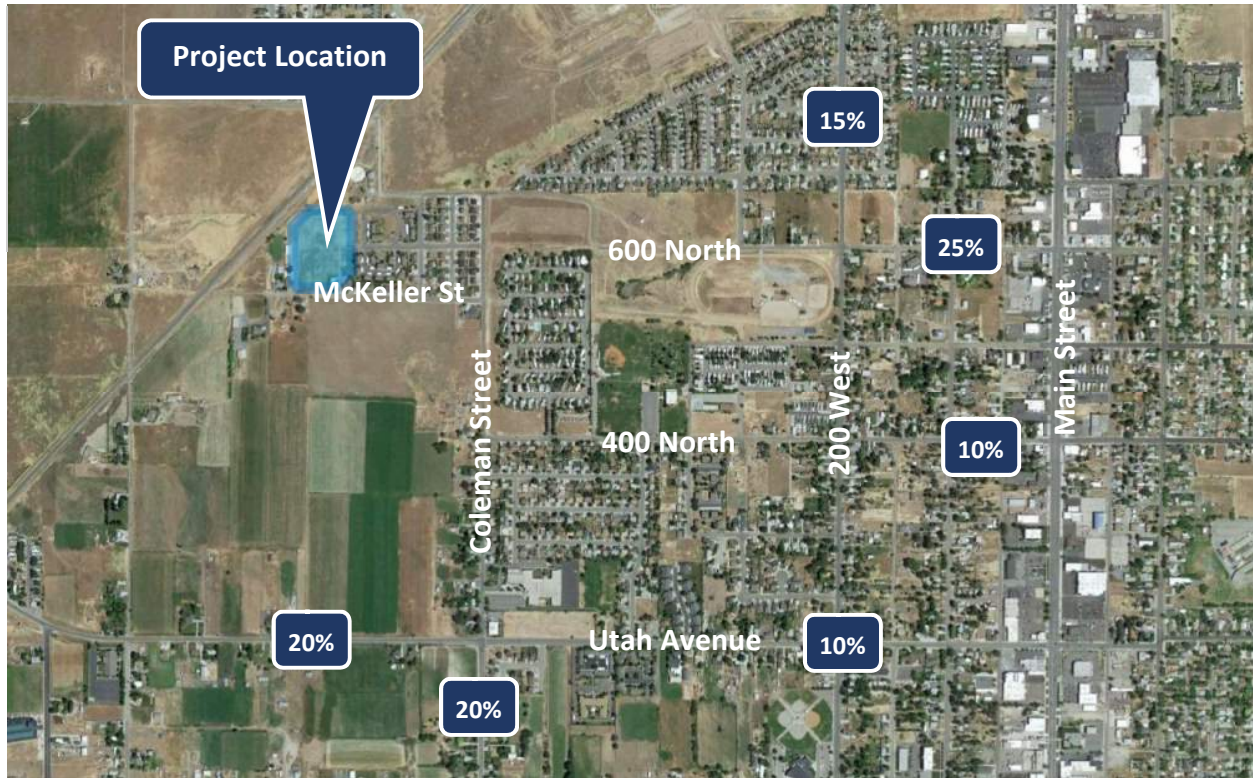 Project Location
15%
600 North
25%
McKeller St
Coleman Street
200 West
Main Street
400 North
10%
20%
Utah Avenue
10%
20%